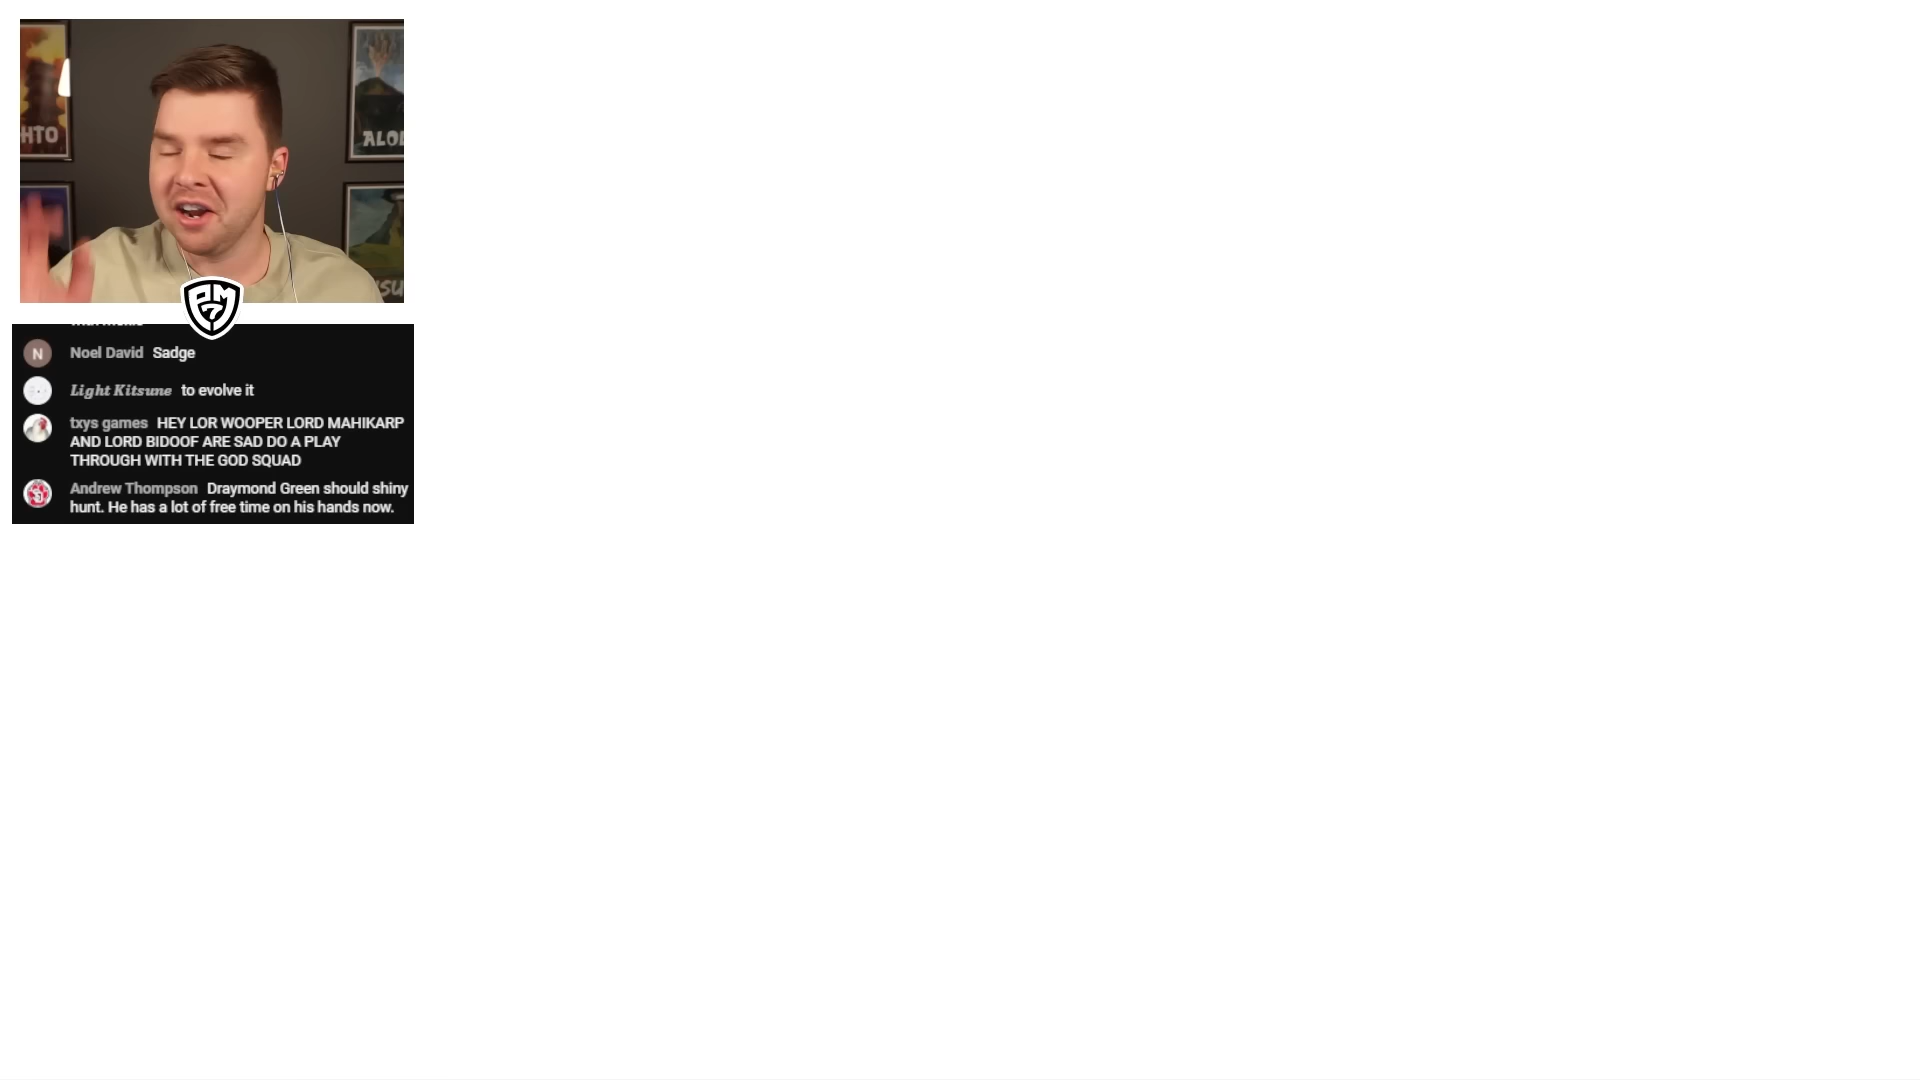 HTO
ALO
PM
7
Noel David Sadge
Light Kitsune to evolve it
txys games HEY LOR WOOPER LORD MAHIKARP
AND LORD BIDOOF ARE SAD DO A PLAY
THROUGH WITH THE GOD SQUAD
Andrew Thompson Draymond Green should shiny
hunt. He has a lot of free time on his hands now.
N